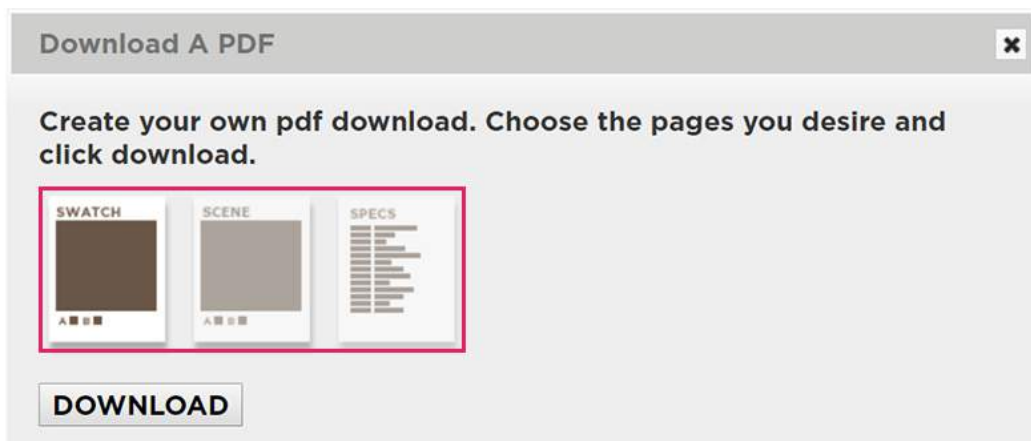 Download A PDF
Create your own pdf download. Choose the pages you desire and
click download.
SWATCH
A B
SCENE
A B
SPECS
DOWNLOAD